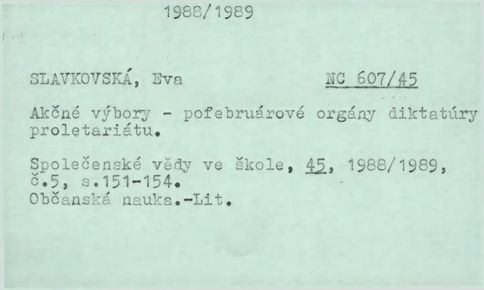 1988/1989
SLAVKOVSKÁ, Eva NC 607/45
Akčné výbory - pofebruárové orgány diktatúry
proletariátu.
Společenské vědy ve škole, 45, 1988/1989,
č.5, s.151-154.
Občanská nauka.-Lit.